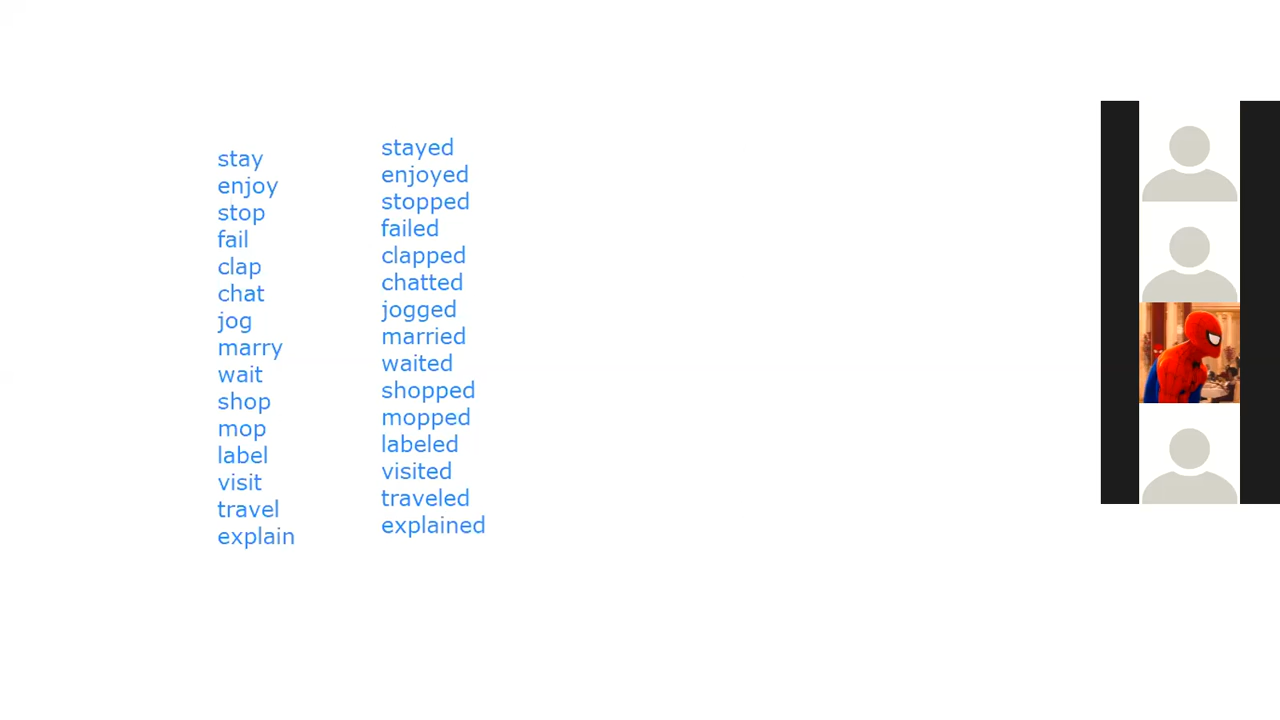 stay
enjoy
stop
fail
clap
chat
jog
marry
wait
shop
mop
label
visit
travel
explain
stayed
enjoyed
stopped
failed
clapped
chatted
jogged
married
waited
shopped
mopped
labeled
visited
traveled
explained